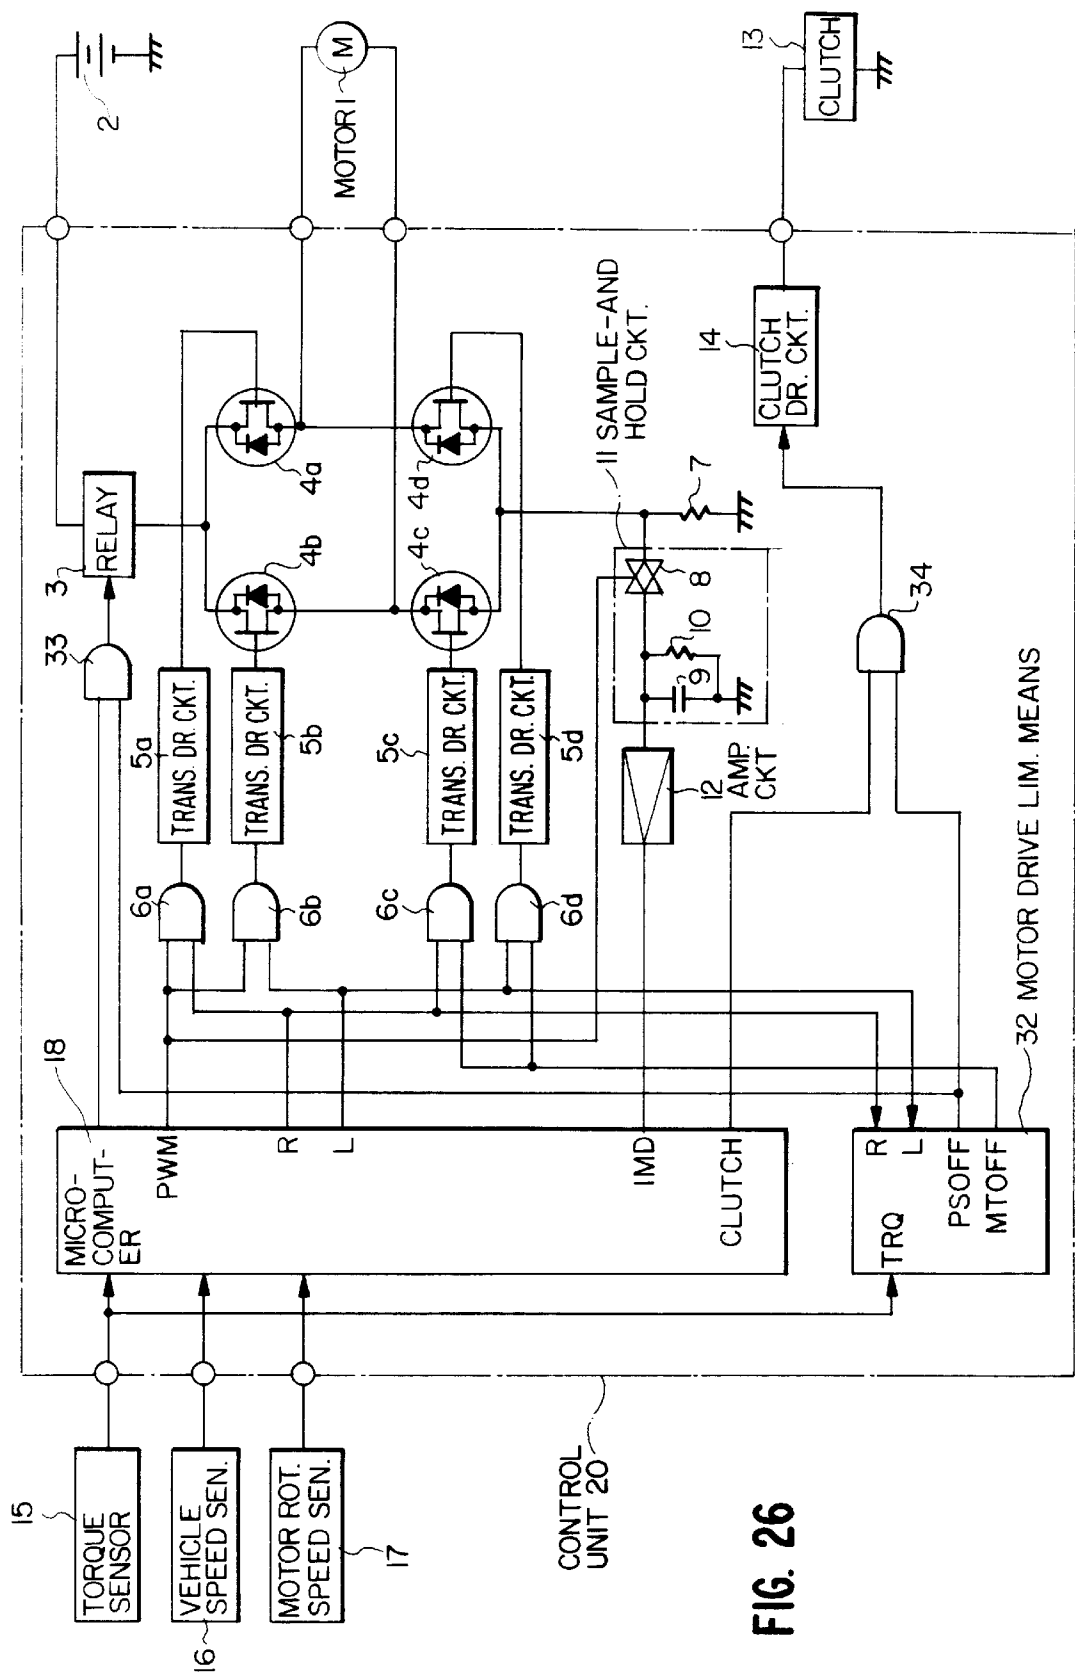 15
TORQUE
SENSOR
VEHICLE
SPEED SEN.
16
MOTOR ROT.
SPEED SEN.
17
CONTROL
UNIT 20
FIG. 26
18
MICRO-
COMPUT-
ER
PWM
R
L
IMD
CLUTCH
TRQ
R
L
PSOFF
MTOFF
32 MOTOR DRIVE LIM. MEANS
33
3
RELAY
2
6a
6b
6c
6d
5a
TRANS. DR. CKT.
TRANS. DR. CKT.
5b
5c
TRANS. DR. CKT.
TRANS. DR. CKT.
5d
4a
4b
4c
4d
MOTOR 1
M
11 SAMPLE-AND
HOLD CKT.
7
8
10
9
12
AMP.
CKT
34
14
CLUTCH
DR. CKT.
13
CLUTCH